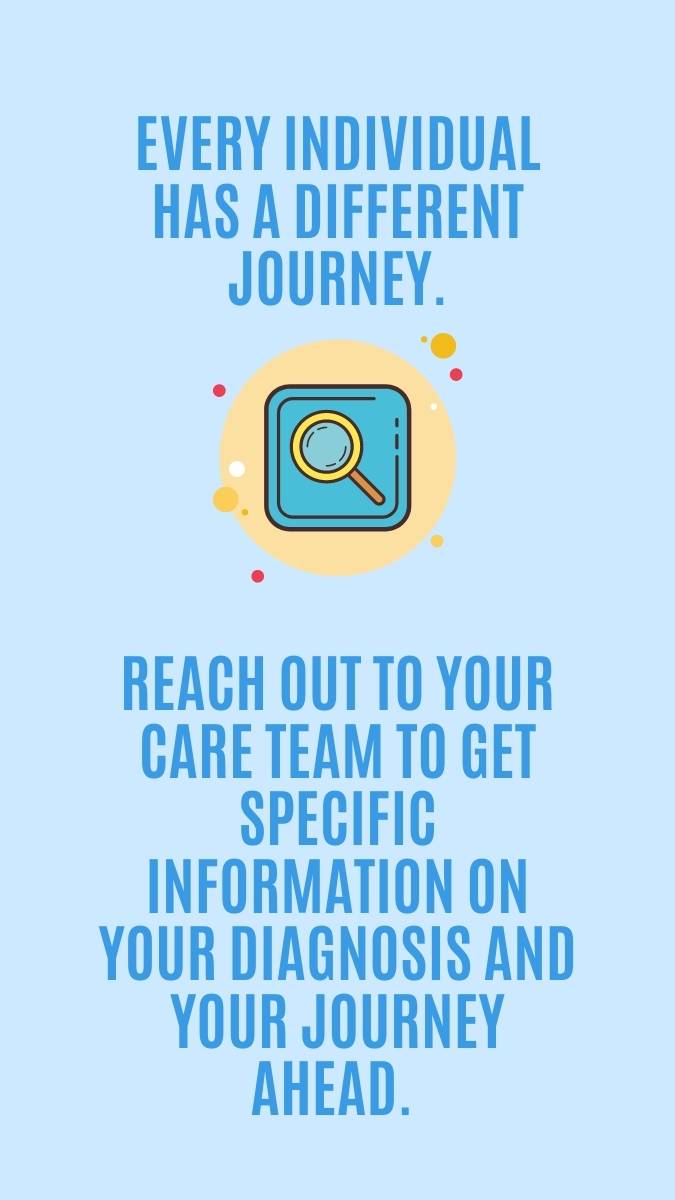 EVERY INDIVIDUAL
HAS A DIFFERENT
JOURNEY.
REACH OUT TO YOUR
CARE TEAM TO GET
SPECIFIC
INFORMATION ON
YOUR DIAGNOSIS AND
YOUR JOURNEY
AHEAD.